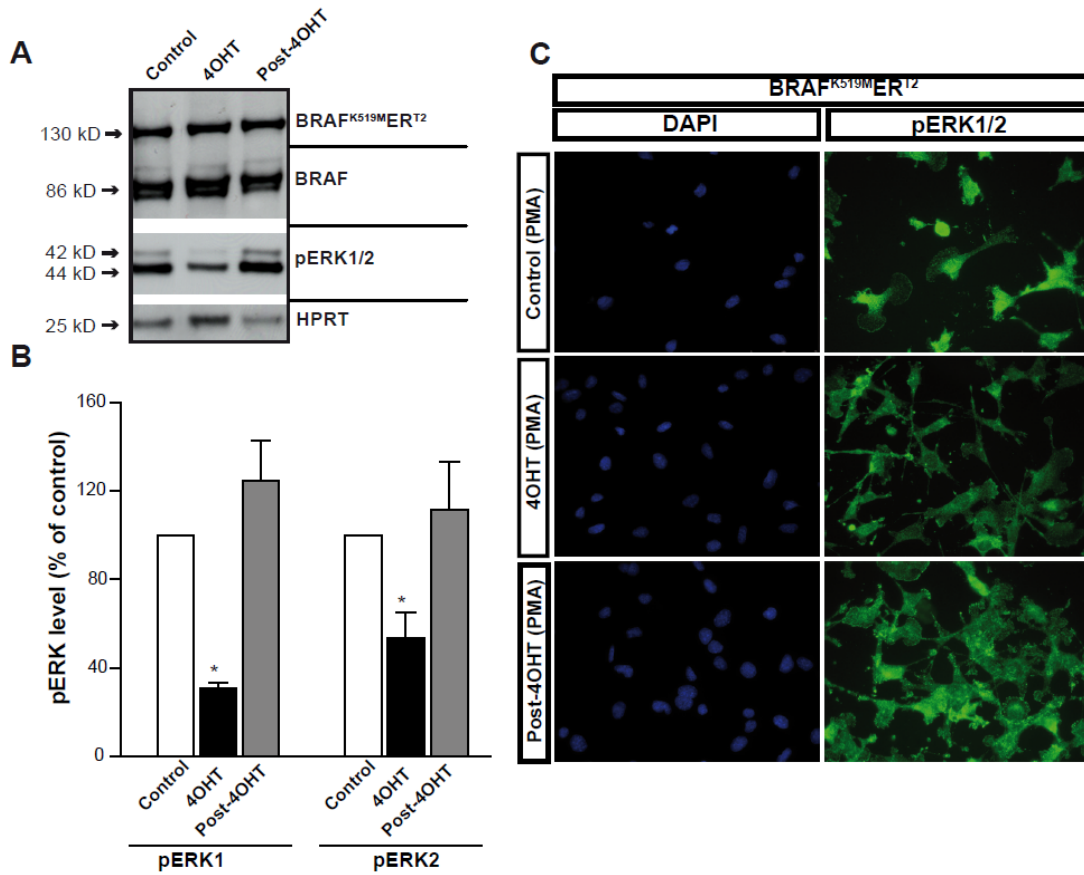 A
Control
4OHT
Post-4OHT
130 kD ➔
BRAFᴷ⁵¹⁹ᴹERᵀ²
86 kD ➔
BRAF
42 kD ➔
44 kD ➔
pERK1/2
25 kD ➔
HPRT
B
pERK level (% of control)
160
120
80
40
0
*
*
Control
4OHT
Post-4OHT
Control
4OHT
Post-4OHT
pERK1
pERK2
C
BRAFᴷ⁵¹⁹ᴹERᵀ²
DAPI
pERK1/2
Control (PMA)
4OHT (PMA)
Post-4OHT (PMA)